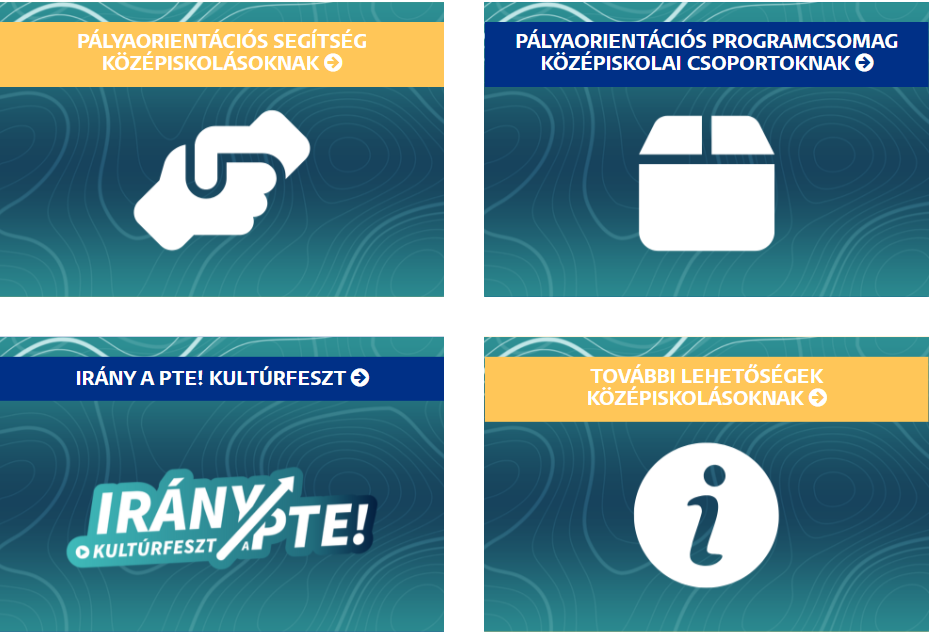 PÁLYAORIENTÁCIÓS SEGÍTSÉG
KÖZÉPISKOLÁSOKNAK
PÁLYAORIENTÁCIÓS PROGRAMCSOMAG
KÖZÉPISKOLAI CSOPORTOKNAK
IRÁNY A PTE! KULTÚRFESZT
IRÁNY
A PTE!
KULTÚRFESZT
TOVÁBBI LEHETŐSÉGEK
KÖZÉPISKOLÁSOKNAK
i